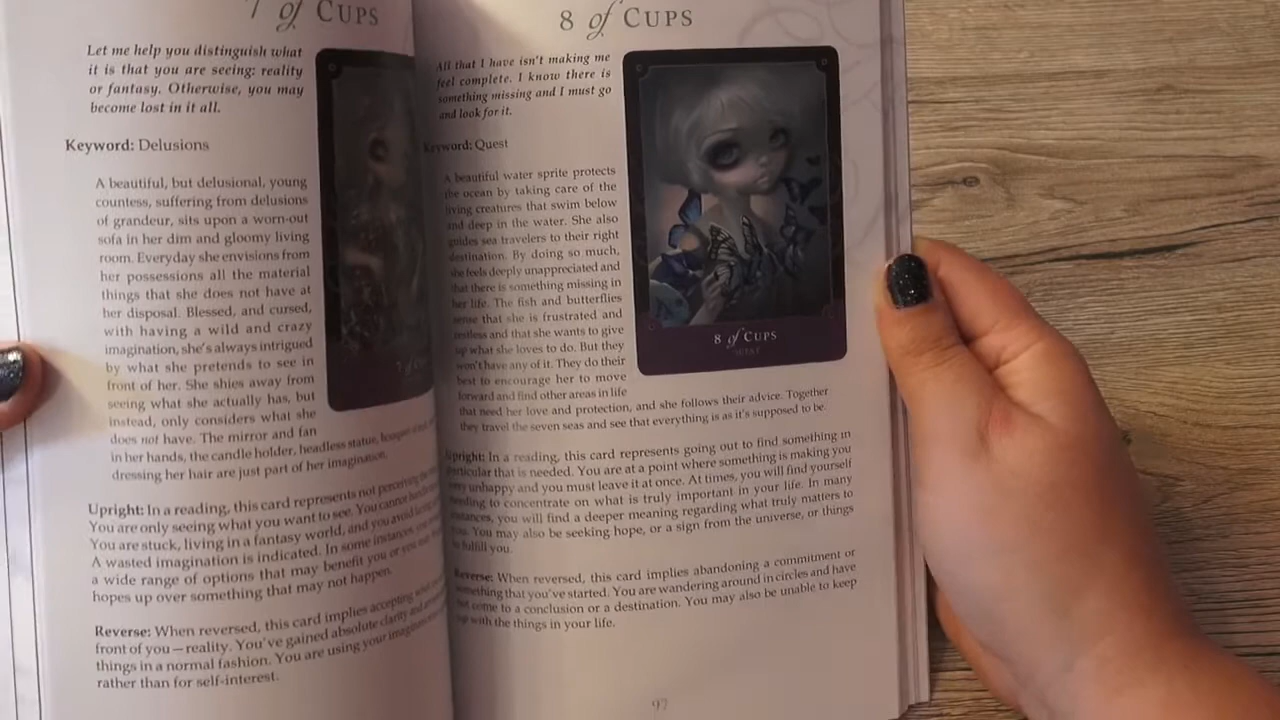 7 of CUPS
Let me help you distinguish what
it is that you are seeing: reality
or fantasy. Otherwise, you may
become lost in it all.
Keyword: Delusions
A beautiful, but delusional, young
countess, suffering from delusions
of grandeur, sits upon a worn-out
sofa in her dim and gloomy living
room. Everyday she envisions from
her possessions all the material
things that she does not have at
her disposal. Blessed, and cursed,
with having a wild and crazy
imagination, she's always intrigued
by what she pretends to see in
front of her. She shies away from
seeing what she actually has, but
instead, only considers what she
does not have. The mirror and fan
in her hands, the candle holder, headless statue,
dressing her hair are just part of her imagination.
Upright: In a reading, this card represents not perceiving
You are only seeing what you want to see. You cannot
You are stuck, living in a fantasy world, and you avoid
A wasted imagination is indicated. In some instances
a wide range of options that may benefit you or
hopes up over something that may not happen.
Reverse: When reversed, this card implies accepting what
front of you—reality. You've gained absolute clarity and
things in a normal fashion. You are using your imagination
rather than for self-interest.
8 of CUPS
All that I have isn't making me
feel complete. I know there is
something missing and I must go
and look for it.
Keyword: Quest
A beautiful water sprite protects
the ocean by taking care of the
living creatures that swim below
and deep in the water. She also
guides sea travelers to their right
destination. By doing so much,
she feels deeply unappreciated and
that there is something missing in
her life. The fish and butterflies
sense that she is frustrated and
restless and that she wants to give
up what she loves to do. But they
won't have any of it. They do their
best to encourage her to move
forward and find other areas in life
that need her love and protection, and she follows their advice. Together
they travel the seven seas and see that everything is as it's supposed to be.
8 of CUPS
QUEST
Upright: In a reading, this card represents going out to find something in
particular that is needed. You are at a point where something is making you
very unhappy and you must leave it at once. At times, you will find yourself
needing to concentrate on what is truly important in your life. In many
instances, you will find a deeper meaning regarding what truly matters to
you. You may also be seeking hope, or a sign from the universe, or things
to fulfill you.
Reverse: When reversed, this card implies abandoning a commitment or
something that you've started. You are wandering around in circles and have
not come to a conclusion or a destination. You may also be unable to keep
up with the things in your life.
97